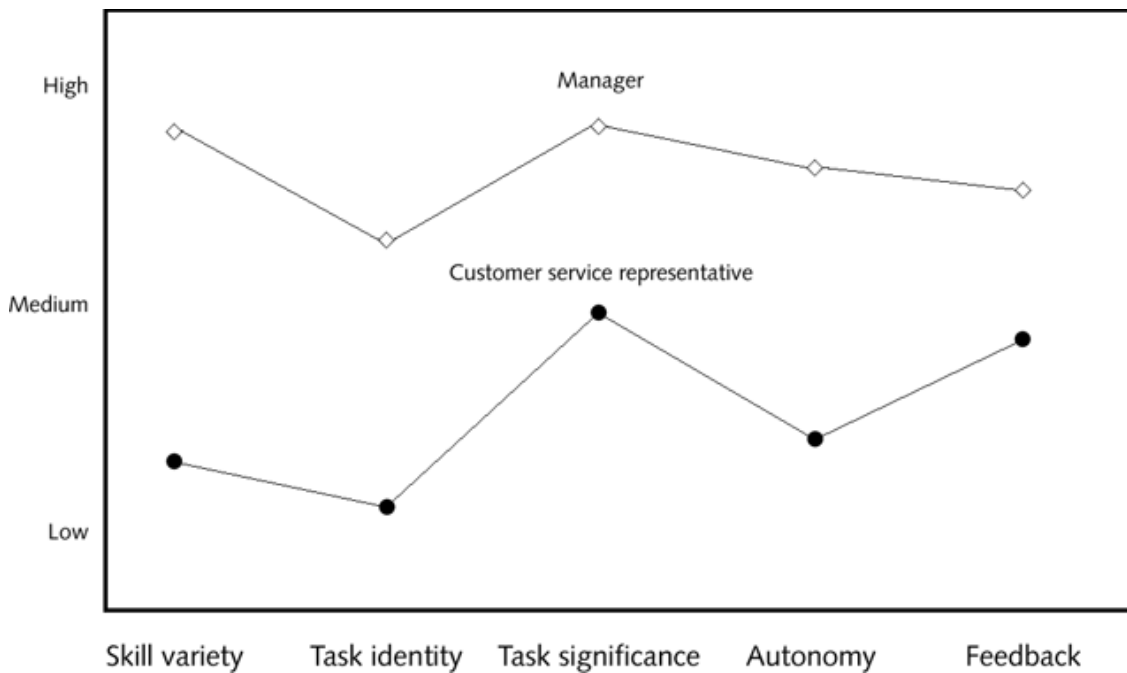 High
Manager
Customer service representative
Medium
Low
Skill variety
Task identity
Task significance
Autonomy
Feedback